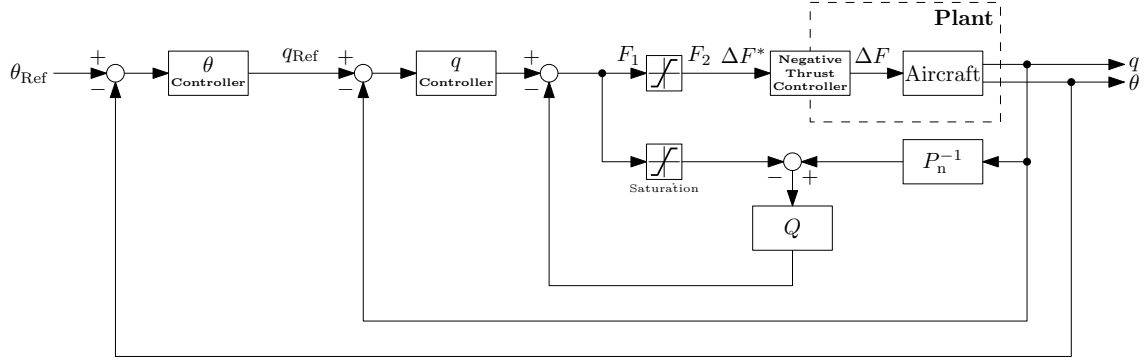 Plant
θ_Ref
+
−
θ
Controller
q_Ref
+
−
q
Controller
+
−
F_1
F_2
ΔF*
Negative
Thrust
Controller
ΔF
Aircraft
q
θ
Saturation
−
+
P_n^{-1}
Q